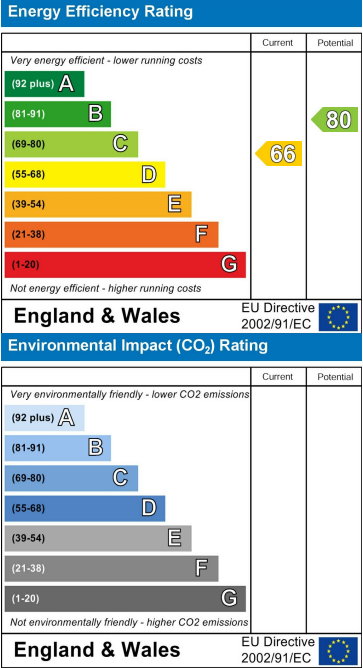 Energy Efficiency Rating
Current Potential
Very energy efficient - lower running costs
(92 plus) A
(81-91) B
80
(69-80) C
66
(55-68) D
(39-54) E
(21-38) F
(1-20) G
Not energy efficient - higher running costs
England & Wales
EU Directive
2002/91/EC
Environmental Impact (CO₂) Rating
Current Potential
Very environmentally friendly - lower CO2 emissions
(92 plus) A
(81-91) B
(69-80) C
(55-68) D
(39-54) E
(21-38) F
(1-20) G
Not environmentally friendly - higher CO2 emissions
England & Wales
EU Directive
2002/91/EC